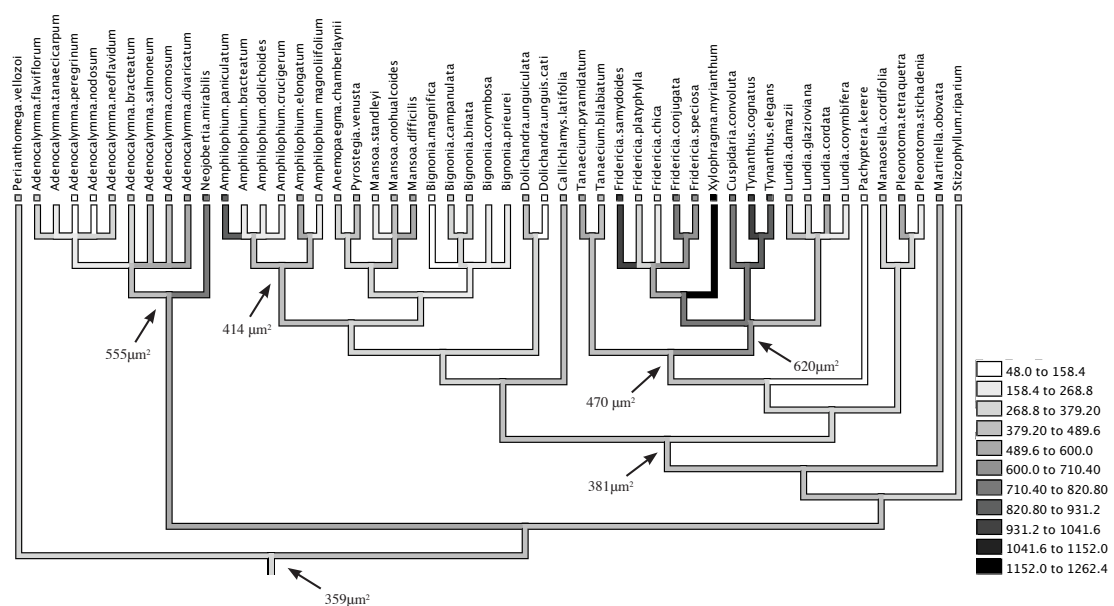 Perianthomega.vellozoi
Adenocalymma.flaviflorum
Adenocalymma.tanaecicarpum
Adenocalymma.peregrinum
Adenocalymma.nodosum
Adenocalymma.neoflavidum
Adenocalymna.bracteatum
Adenocalymma.salmoneum
Adenocalymma.comosum
Adenocalymma.divaricatum
Neojobertia.mirabilis
Amphilophium.paniculatum
Amphilophium.bracteatum
Amphilophium.dolichoides
Amphilophium.crucigerum
Amphilophium.elongatum
Amphilophium magnoliifolium
Anemopaegma.chamberlaynii
Pyrostegia.venusta
Mansoa.standleyi
Mansoa.onohualcoides
Mansoa.difficilis
Bignonia.magnifica
Bignonia.campanulata
Bignonia.binata
Bignonia.corymbosa
Bignonia.prieurei
Dolichandra.unguiculata
Dolichandra.unguis.cati
Callichlamys.latifolia
Tanaecium.pyramidatum
Tanaecium.bilabiatum
Fridericia.samydoides
Fridericia.platyphylla
Fridericia.chica
Fridericia.conjugata
Fridericia.speciosa
Xylophragma.myrianthum
Cuspidaria.convoluta
Tynanthus.cognatus
Tynanthus.elegans
Lundia.damazii
Lundia.glazioviana
Lundia.cordata
Lundia.corymbifera
Pachyptera.kerere
Manaosella.cordifolia
Pleonotoma.tetraquetra
Pleonotoma.stichadenia
Martinella.obovata
Stizophyllum.riparium
555µm²
414 µm²
620µm²
470 µm²
381µm²
359µm²
48.0 to 158.4
158.4 to 268.8
268.8 to 379.20
379.20 to 489.6
489.6 to 600.0
600.0 to 710.40
710.40 to 820.80
820.80 to 931.2
931.2 to 1041.6
1041.6 to 1152.0
1152.0 to 1262.4